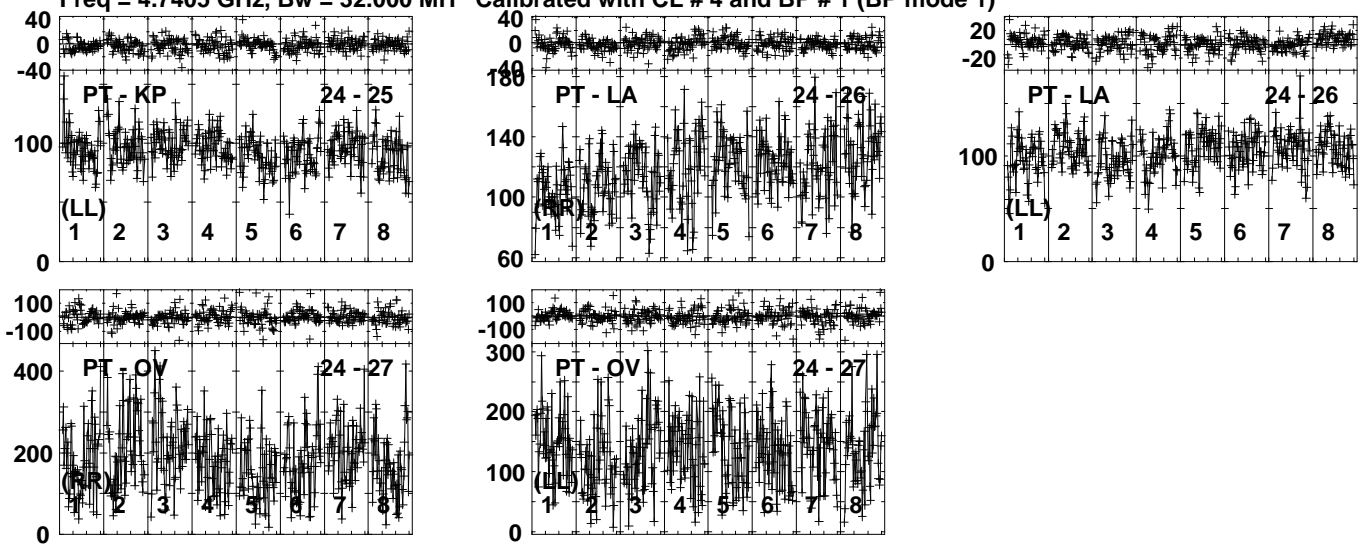 Freq = 4.7405 GHz, Bw = 32.000 MH Calibrated with CL # 4 and BP # 1 (BP mode 1)
40
0
-40
PT - KP 24 - 25
100
(LL)
1 2 3 4 5 6 7 8
0
40
0
-40
180
PT - LA 24 - 26
140
100
(RR)
1 2 3 4 5 6 7 8
60
20
-20
PT - LA 24 - 26
100
(LL)
1 2 3 4 5 6 7 8
0
100
-100
PT - OV 24 - 27
400
200
(RR)
1 2 3 4 5 6 7 8
0
100
-100
300
PT - OV 24 - 27
200
100
(LL)
1 2 3 4 5 6 7 8
0